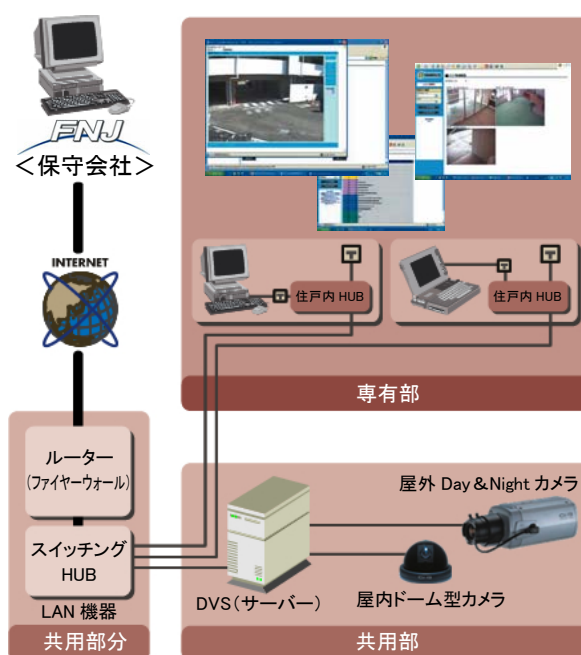 FNJ
＜保守会社＞
INTERNET
住戸内 HUB
住戸内 HUB
専有部
ルーター
(ファイヤーウォール)
スイッチング
HUB
LAN 機器
共用部分
屋外 Day＆Night カメラ
DVS(サーバー)
屋内ドーム型カメラ
共用部